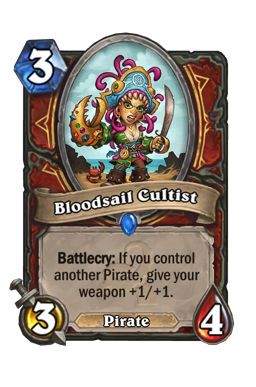 3
Bloodsail Cultist
Battlecry: If you control
another Pirate, give your
weapon +1/+1.
3
Pirate
4